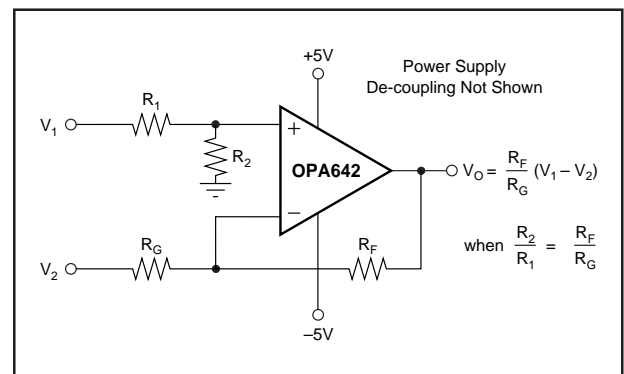 +5V
Power Supply
De-coupling Not Shown
R1
V1
+
R2
OPA642
VO = RF/RG (V1 – V2)
–
when R2/R1 = RF/RG
RG
RF
V2
–5V